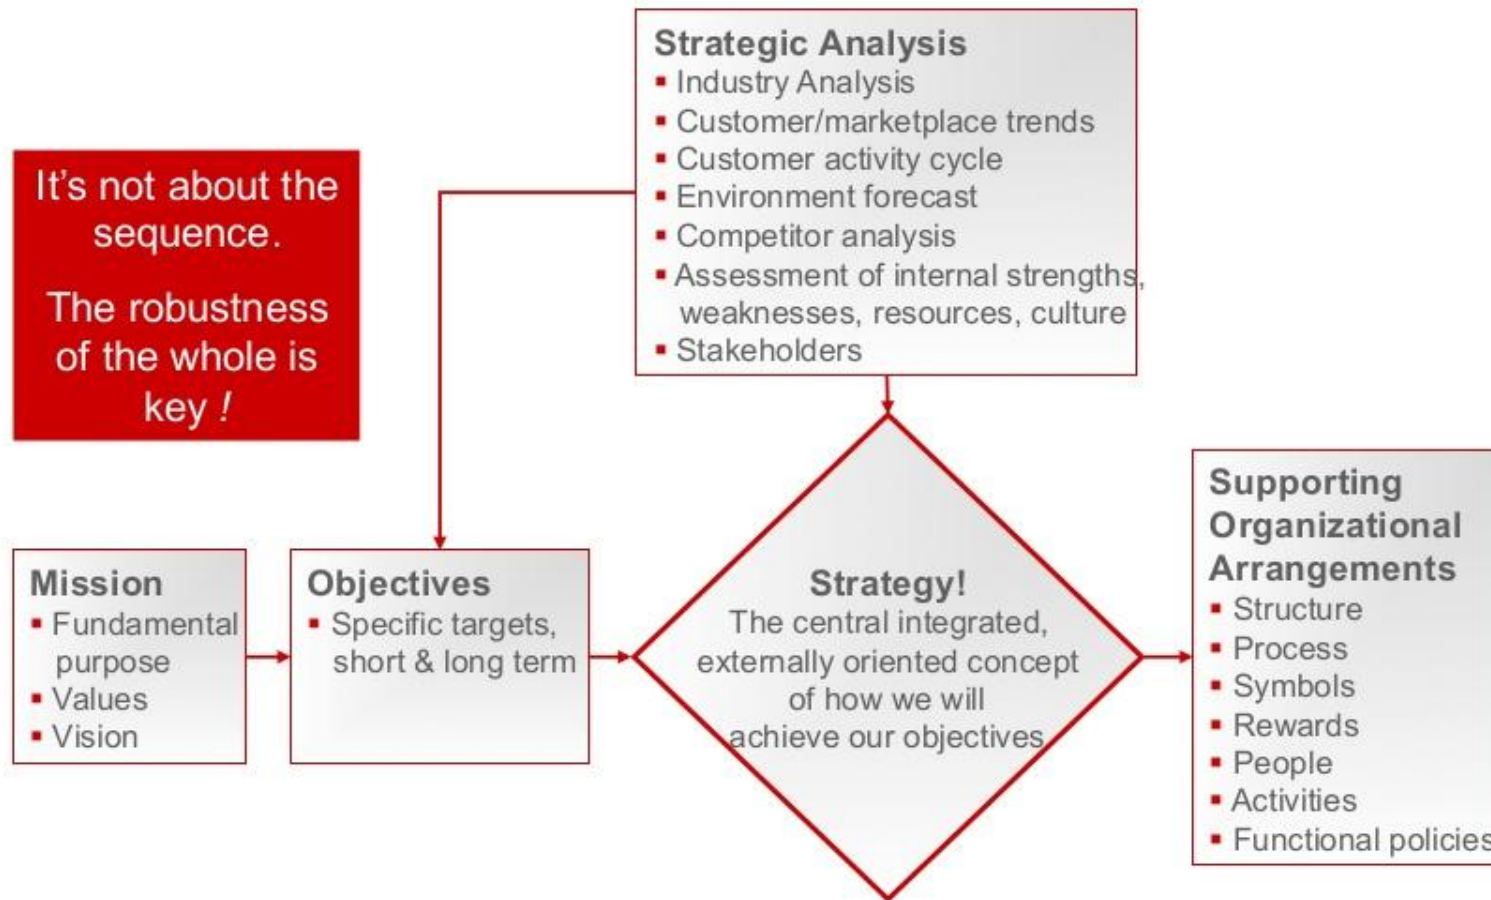 Strategic Analysis
▪ Industry Analysis
▪ Customer/marketplace trends
▪ Customer activity cycle
▪ Environment forecast
▪ Competitor analysis
▪ Assessment of internal strengths,
weaknesses, resources, culture
▪ Stakeholders
It's not about the
sequence.
The robustness
of the whole is
key !
Mission
▪ Fundamental
purpose
▪ Values
▪ Vision
Objectives
▪ Specific targets,
short & long term
Strategy!
The central integrated,
externally oriented concept
of how we will
achieve our objectives
Supporting
Organizational
Arrangements
▪ Structure
▪ Process
▪ Symbols
▪ Rewards
▪ People
▪ Activities
▪ Functional policies